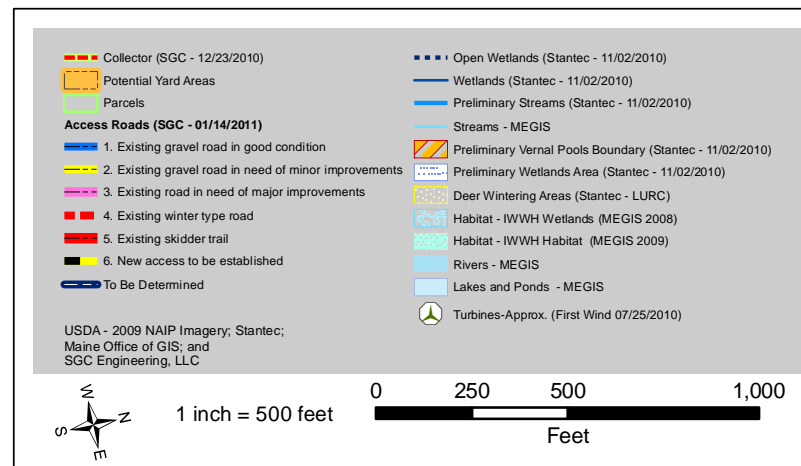 Collector (SGC - 12/23/2010)
Potential Yard Areas
Parcels
Access Roads (SGC - 01/14/2011)
1. Existing gravel road in good condition
2. Existing gravel road in need of minor improvements
3. Existing road in need of major improvements
4. Existing winter type road
5. Existing skidder trail
6. New access to be established
To Be Determined
USDA - 2009 NAIP Imagery; Stantec;
Maine Office of GIS; and
SGC Engineering, LLC
Open Wetlands (Stantec - 11/02/2010)
Wetlands (Stantec - 11/02/2010)
Preliminary Streams (Stantec - 11/02/2010)
Streams - MEGIS
Preliminary Vernal Pools Boundary (Stantec - 11/02/2010)
Preliminary Wetlands Area (Stantec - 11/02/2010)
Deer Wintering Areas (Stantec - LURC)
Habitat - IWWH Wetlands (MEGIS 2008)
Habitat - IWWH Habitat (MEGIS 2009)
Rivers - MEGIS
Lakes and Ponds - MEGIS
Turbines-Approx. (First Wind 07/25/2010)
W
N
S
E
1 inch = 500 feet
0 250 500 1,000
Feet